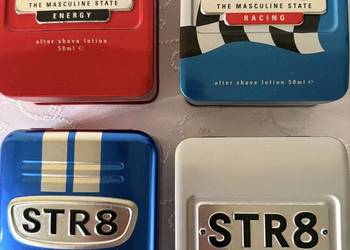 THE MASCULINE STATE
ENERGY
after shave lotion
50ml ℮
THE MASCULINE STATE
RACING
after shave lotion 50ml ℮
STR8
STR8